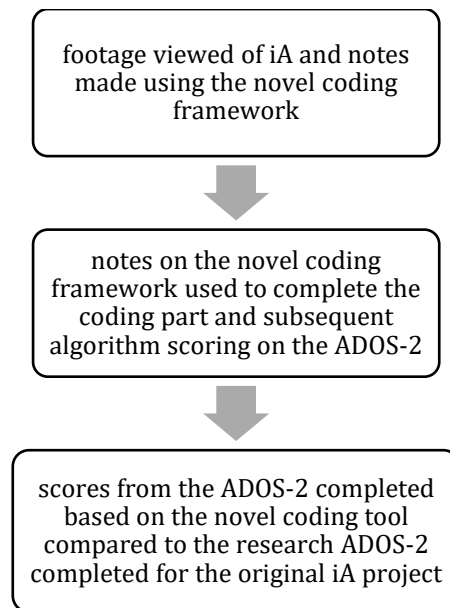 footage viewed of iA and notes
made using the novel coding
framework
notes on the novel coding
framework used to complete the
coding part and subsequent
algorithm scoring on the ADOS-2
scores from the ADOS-2 completed
based on the novel coding tool
compared to the research ADOS-2
completed for the original iA project